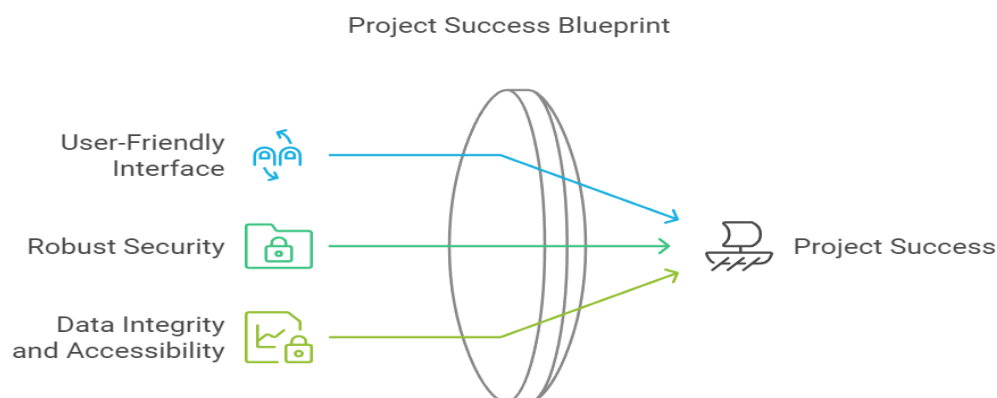 Project Success Blueprint
User-Friendly
Interface
Robust Security
Data Integrity
and Accessibility
Project Success